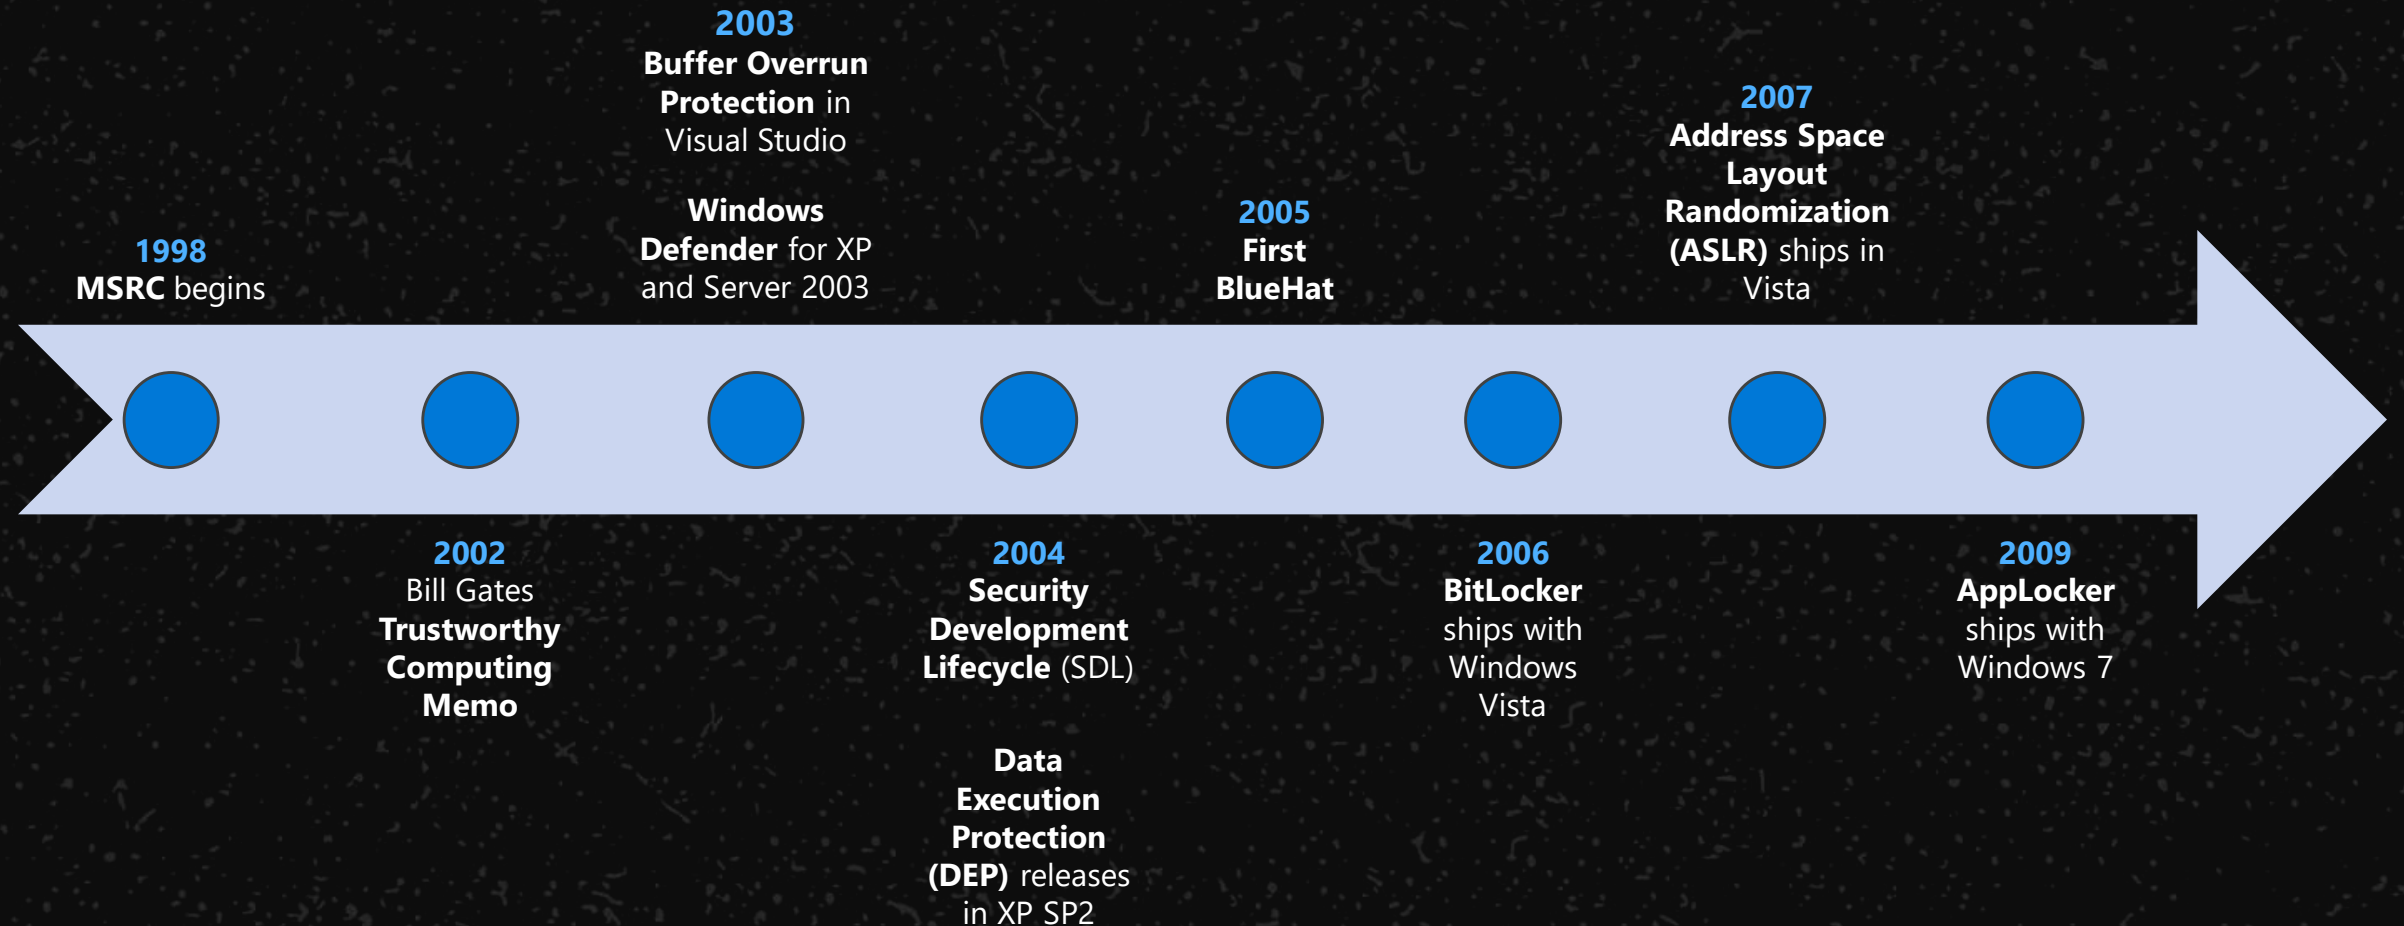 1998
MSRC begins
2002
Bill Gates
Trustworthy
Computing
Memo
2003
Buffer Overrun
Protection in
Visual Studio
Windows
Defender for XP
and Server 2003
2004
Security
Development
Lifecycle (SDL)
Data
Execution
Protection
(DEP) releases
in XP SP2
2005
First
BlueHat
2006
BitLocker
ships with
Windows
Vista
2007
Address Space
Layout
Randomization
(ASLR) ships in
Vista
2009
AppLocker
ships with
Windows 7